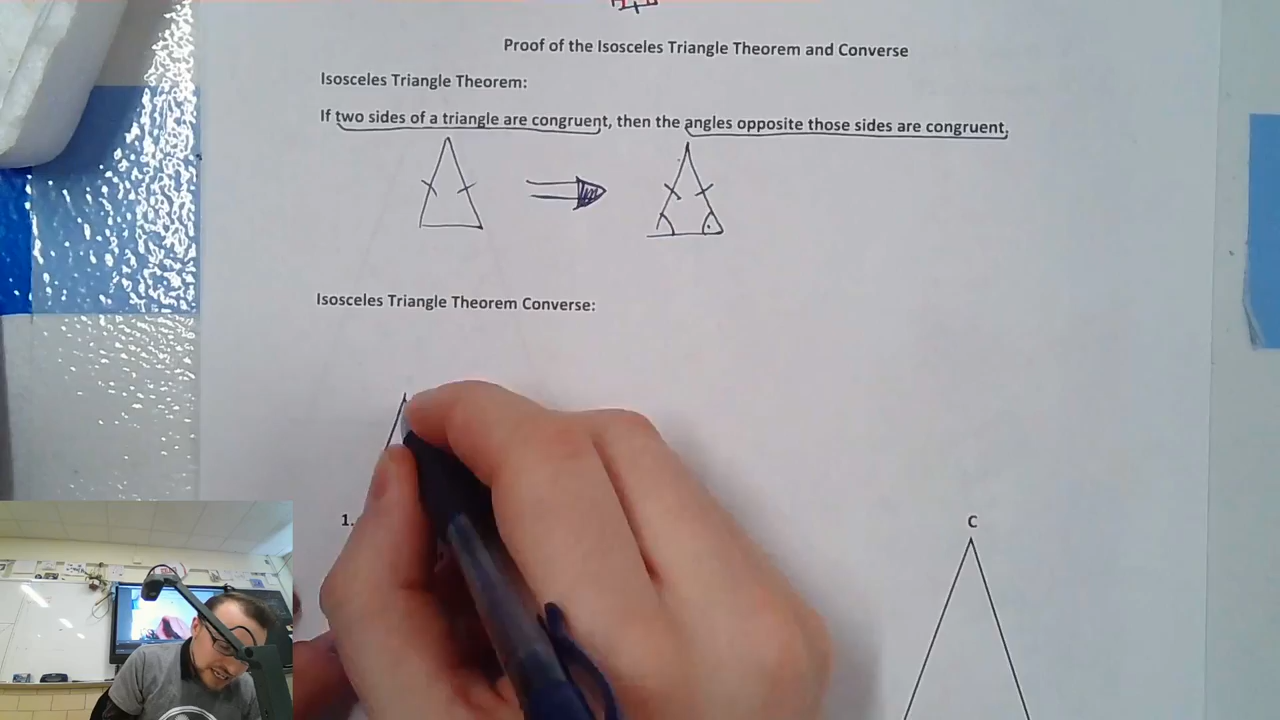 Proof of the Isosceles Triangle Theorem and Converse
Isosceles Triangle Theorem:
If two sides of a triangle are congruent, then the angles opposite those sides are congruent.
Isosceles Triangle Theorem Converse:
1.
C